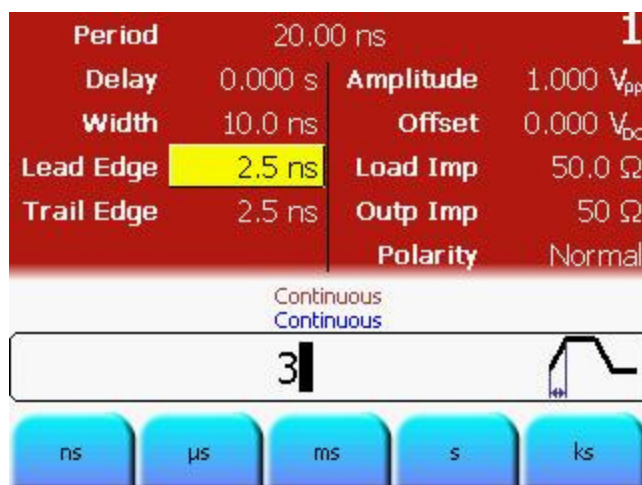 Period 20.00 ns 1
Delay 0.000 s Amplitude 1.000 Vpp
Width 10.0 ns Offset 0.000 VDC
Lead Edge 2.5 ns Load Imp 50.0 Ω
Trail Edge 2.5 ns Outp Imp 50 Ω
Polarity Normal
Continuous
Continuous
3
ns µs ms s ks